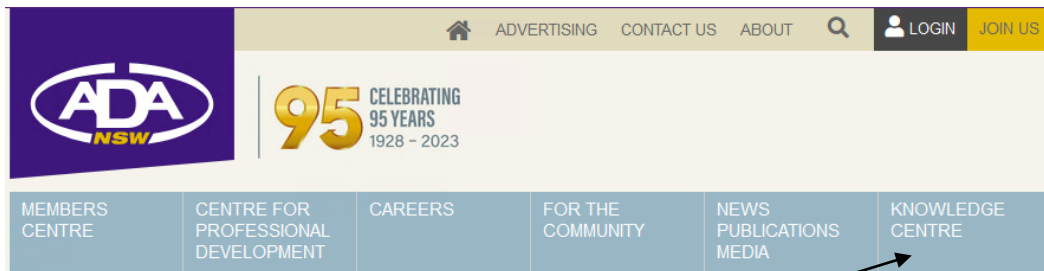 ADVERTISING CONTACT US ABOUT LOGIN JOIN US
ADA
NSW
95 CELEBRATING
95 YEARS
1928 - 2023
MEMBERS
CENTRE
CENTRE FOR
PROFESSIONAL
DEVELOPMENT
CAREERS
FOR THE
COMMUNITY
NEWS
PUBLICATIONS
MEDIA
KNOWLEDGE
CENTRE